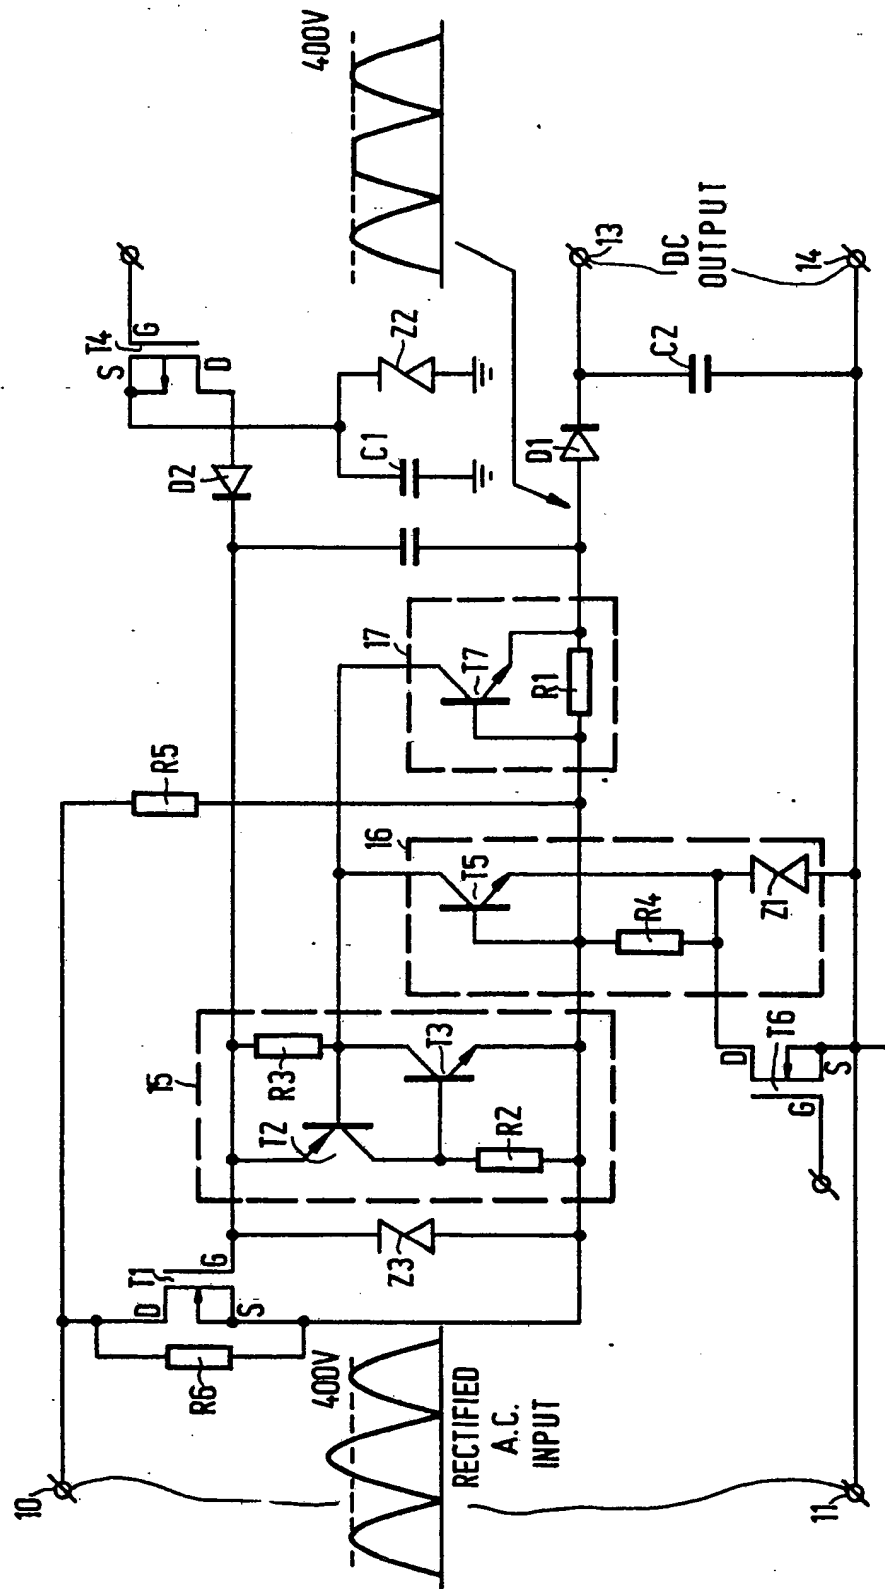 10
R5
T4
S
G
D
15
D
T1
G
S
R6
D2
T2
R3
400V
400V
17
16
C1
Z2
Z3
T3
R2
T5
T7
R1
D1
13
RECTIFIED
A.C.
INPUT
R4
DC
OUTPUT
C2
D
T6
G
S
Z1
11
14